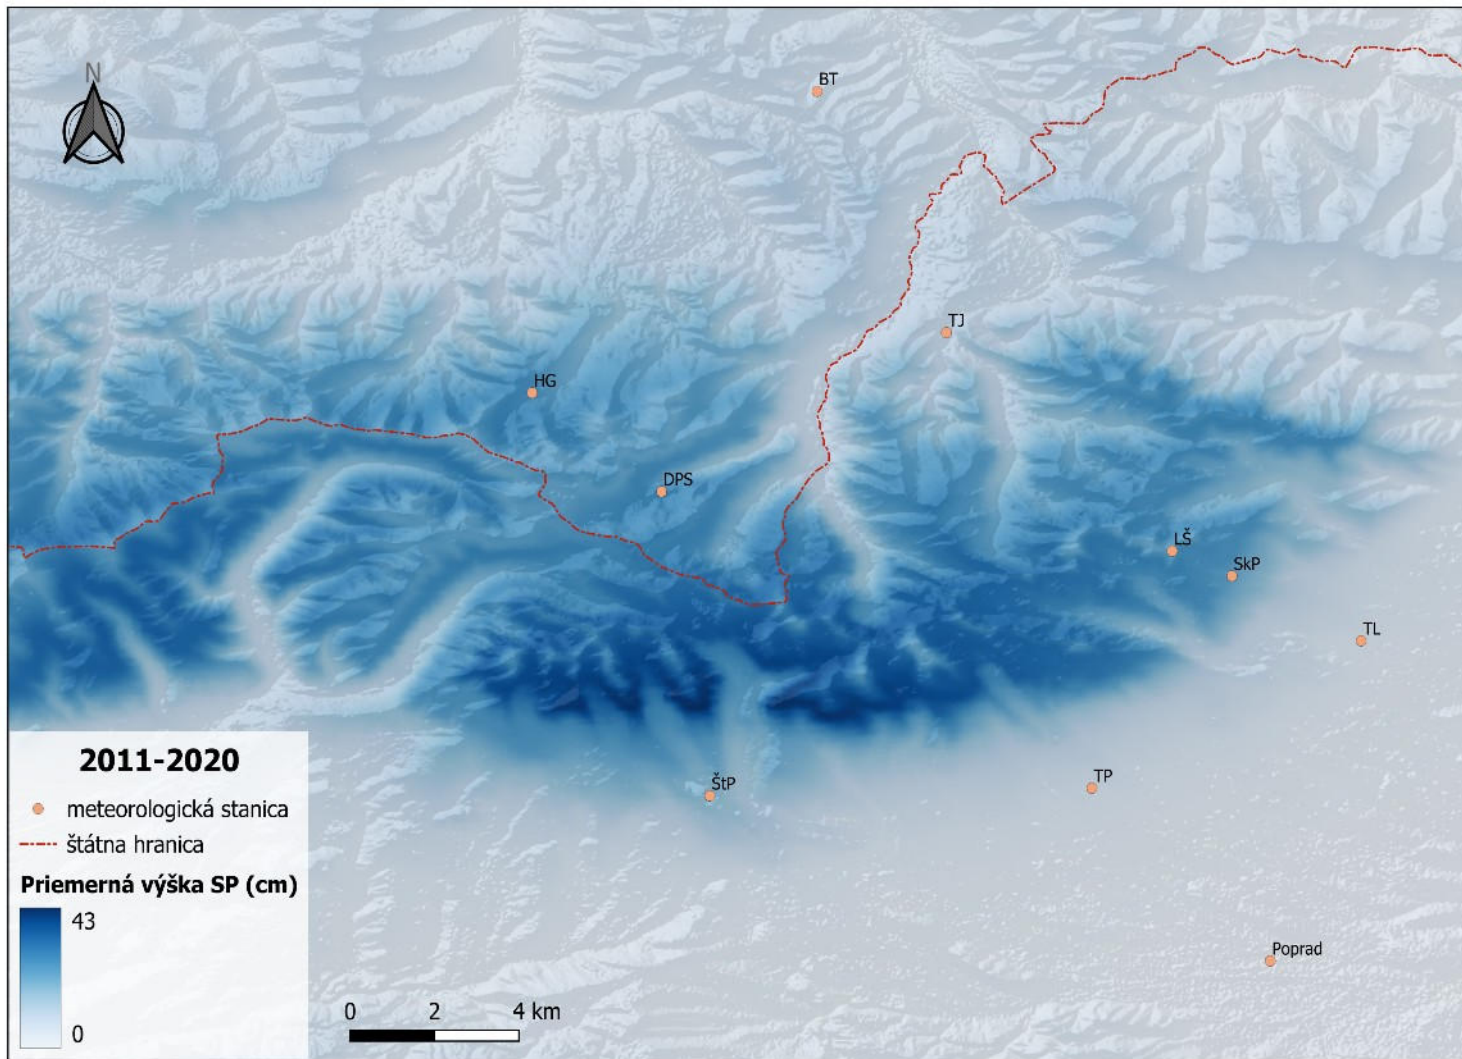 N
BT
TJ
HG
DPS
LŠ
SkP
TL
ŠtP
TP
Poprad
2011-2020
meteorologická stanica
štátna hranica
Priemerná výška SP (cm)
43
0
0 2 4 km